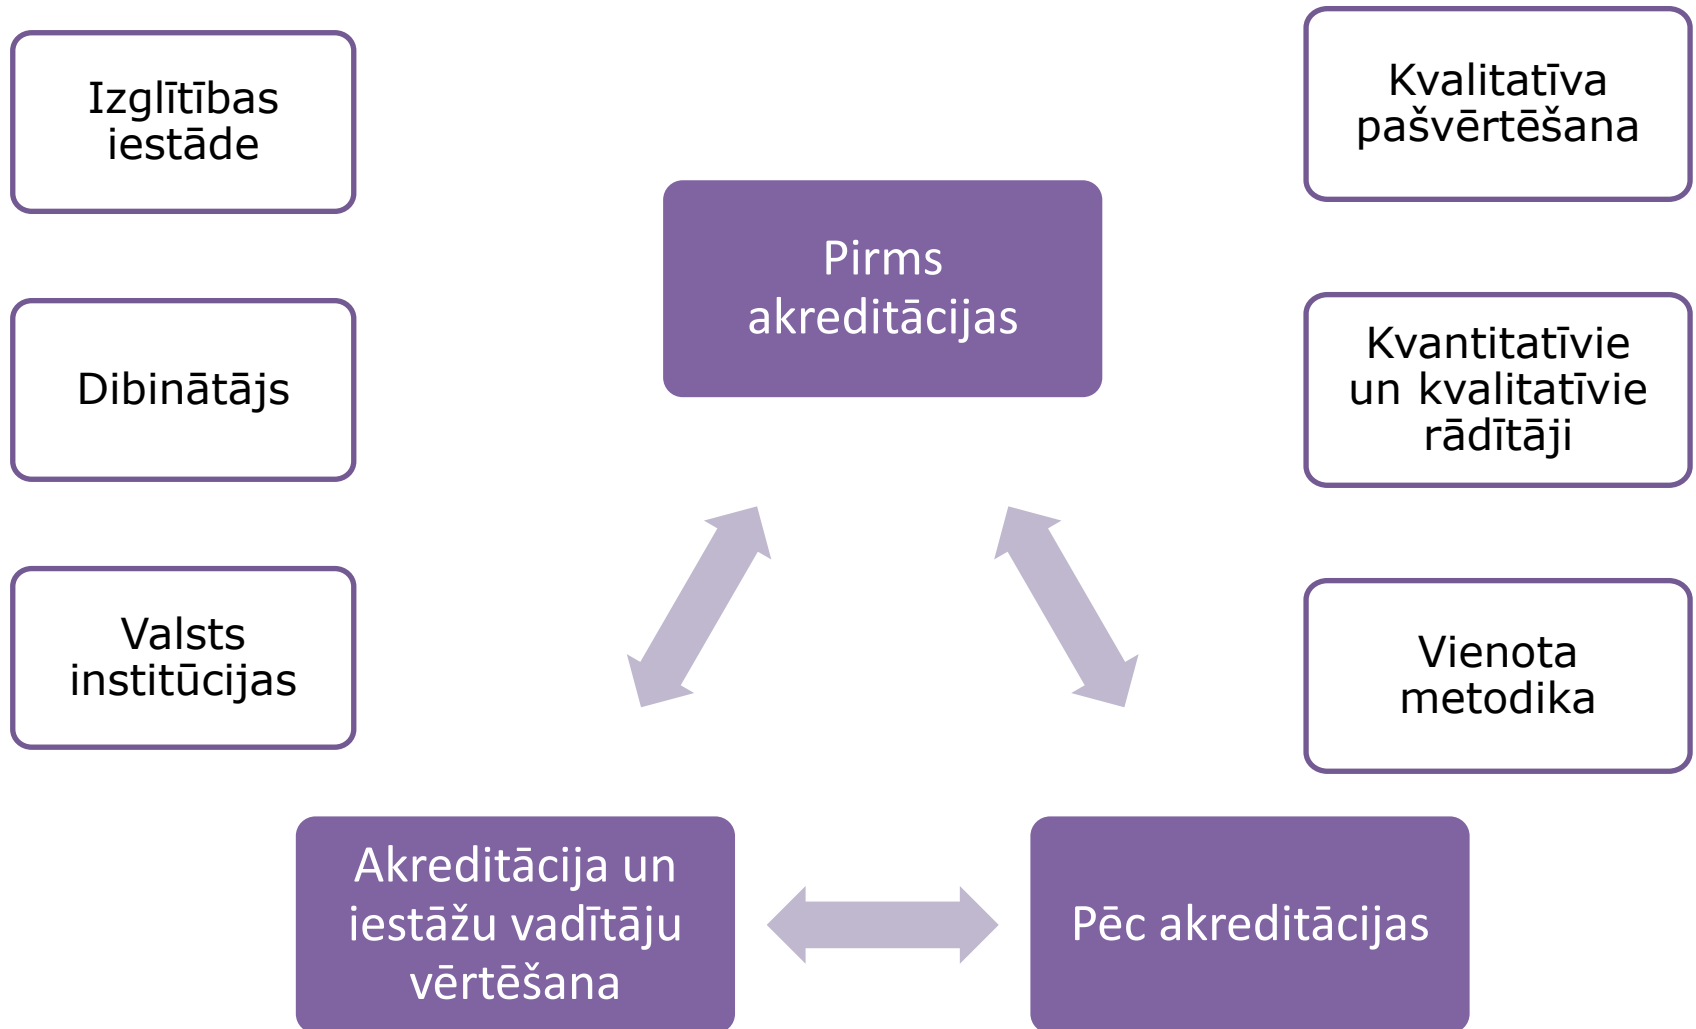 Izglītības
iestāde
Dibinātājs
Valsts
institūcijas
Pirms
akreditācijas
Akreditācija un
iestāžu vadītāju
vērtēšana
Pēc akreditācijas
Kvalitatīva
pašvērtēšana
Kvantitatīvie
un kvalitatīvie
rādītāji
Vienota
metodika